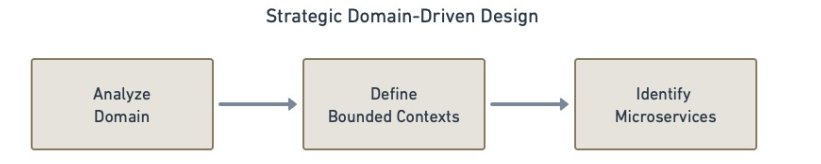 Strategic Domain-Driven Design
Analyze
Domain
Define
Bounded Contexts
Identify
Microservices